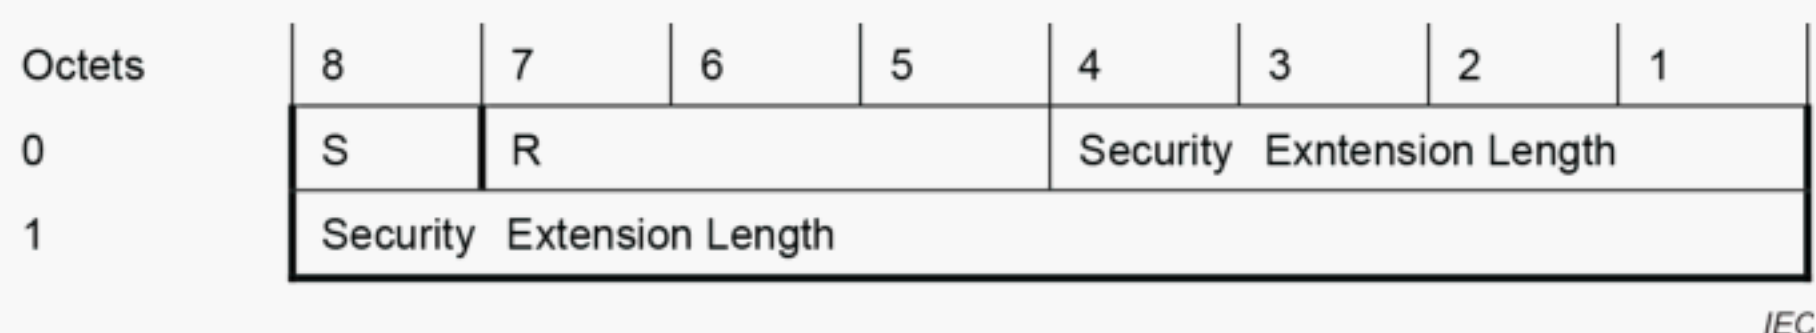 Octets 8 7 6 5 4 3 2 1
0 S R Security Exntension Length
1 Security Extension Length
IEC